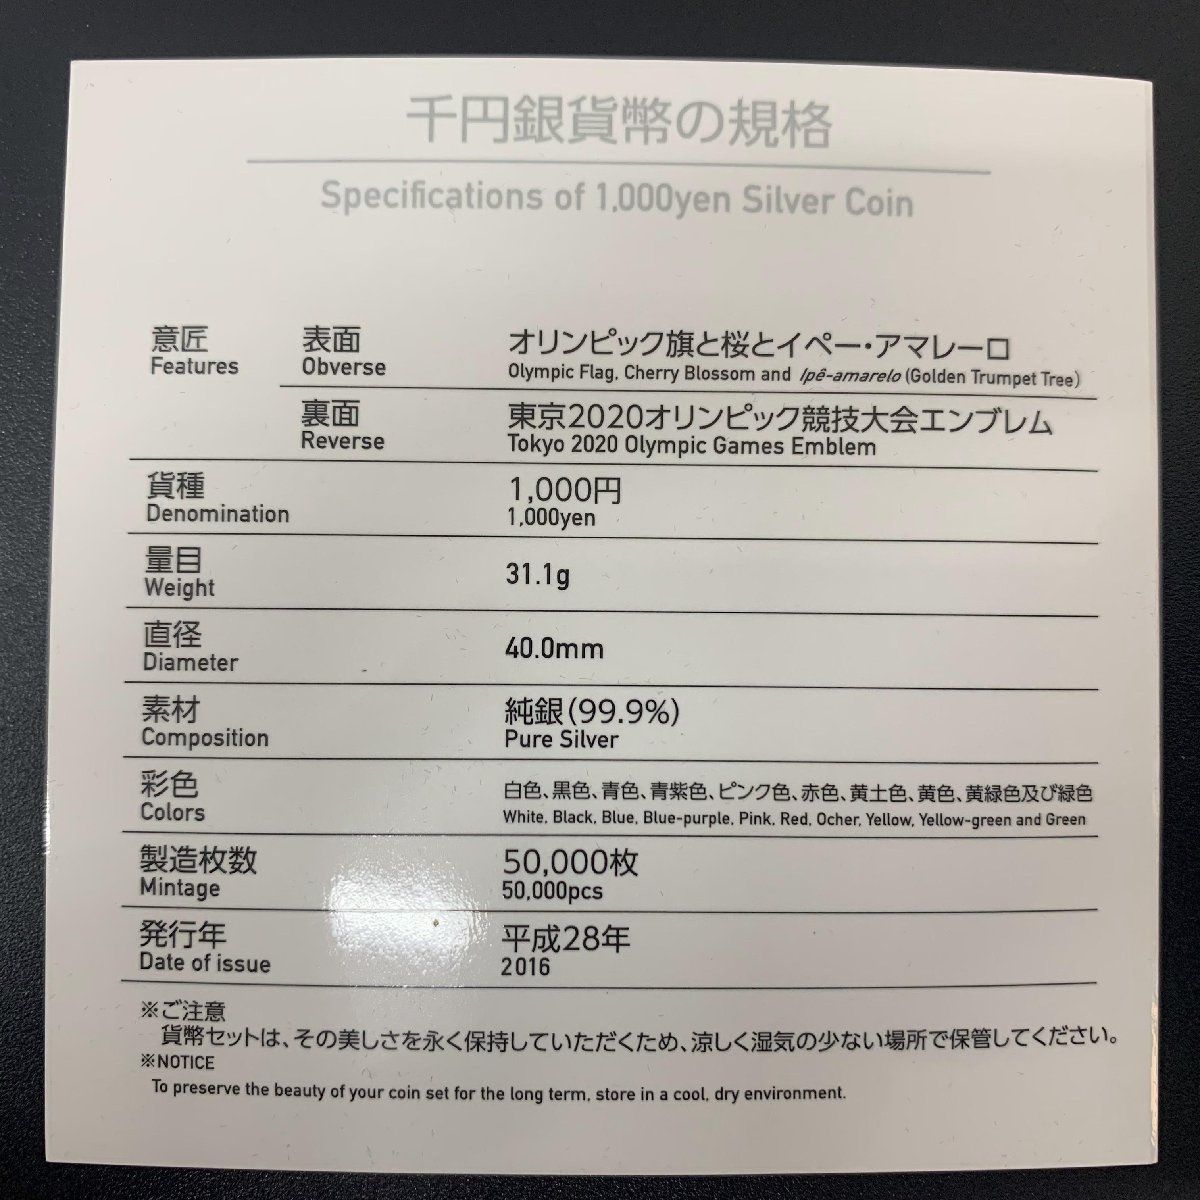 千円銀貨幣の規格
Specifications of 1,000yen Silver Coin
意匠 表面 オリンピック旗と桜とイペー・アマレーロ
Features Obverse Olympic Flag, Cherry Blossom and Ipê-amarelo (Golden Trumpet Tree)
裏面 東京2020オリンピック競技大会エンブレム
Reverse Tokyo 2020 Olympic Games Emblem
貨種 1,000円
Denomination 1,000yen
量目
Weight 31.1g
直径
Diameter 40.0mm
素材 純銀(99.9%)
Composition Pure Silver
彩色 白色、黒色、青色、青紫色、ピンク色、赤色、黄土色、黄色、黄緑色及び緑色
Colors White, Black, Blue, Blue-purple, Pink, Red, Ocher, Yellow, Yellow-green and Green
製造枚数 50,000枚
Mintage 50,000pcs
発行年 平成28年
Date of issue 2016
※ご注意
貨幣セットは、その美しさを永く保持していただくため、涼しく湿気の少ない場所で保管してください。
※NOTICE
To preserve the beauty of your coin set for the long term, store in a cool, dry environment.